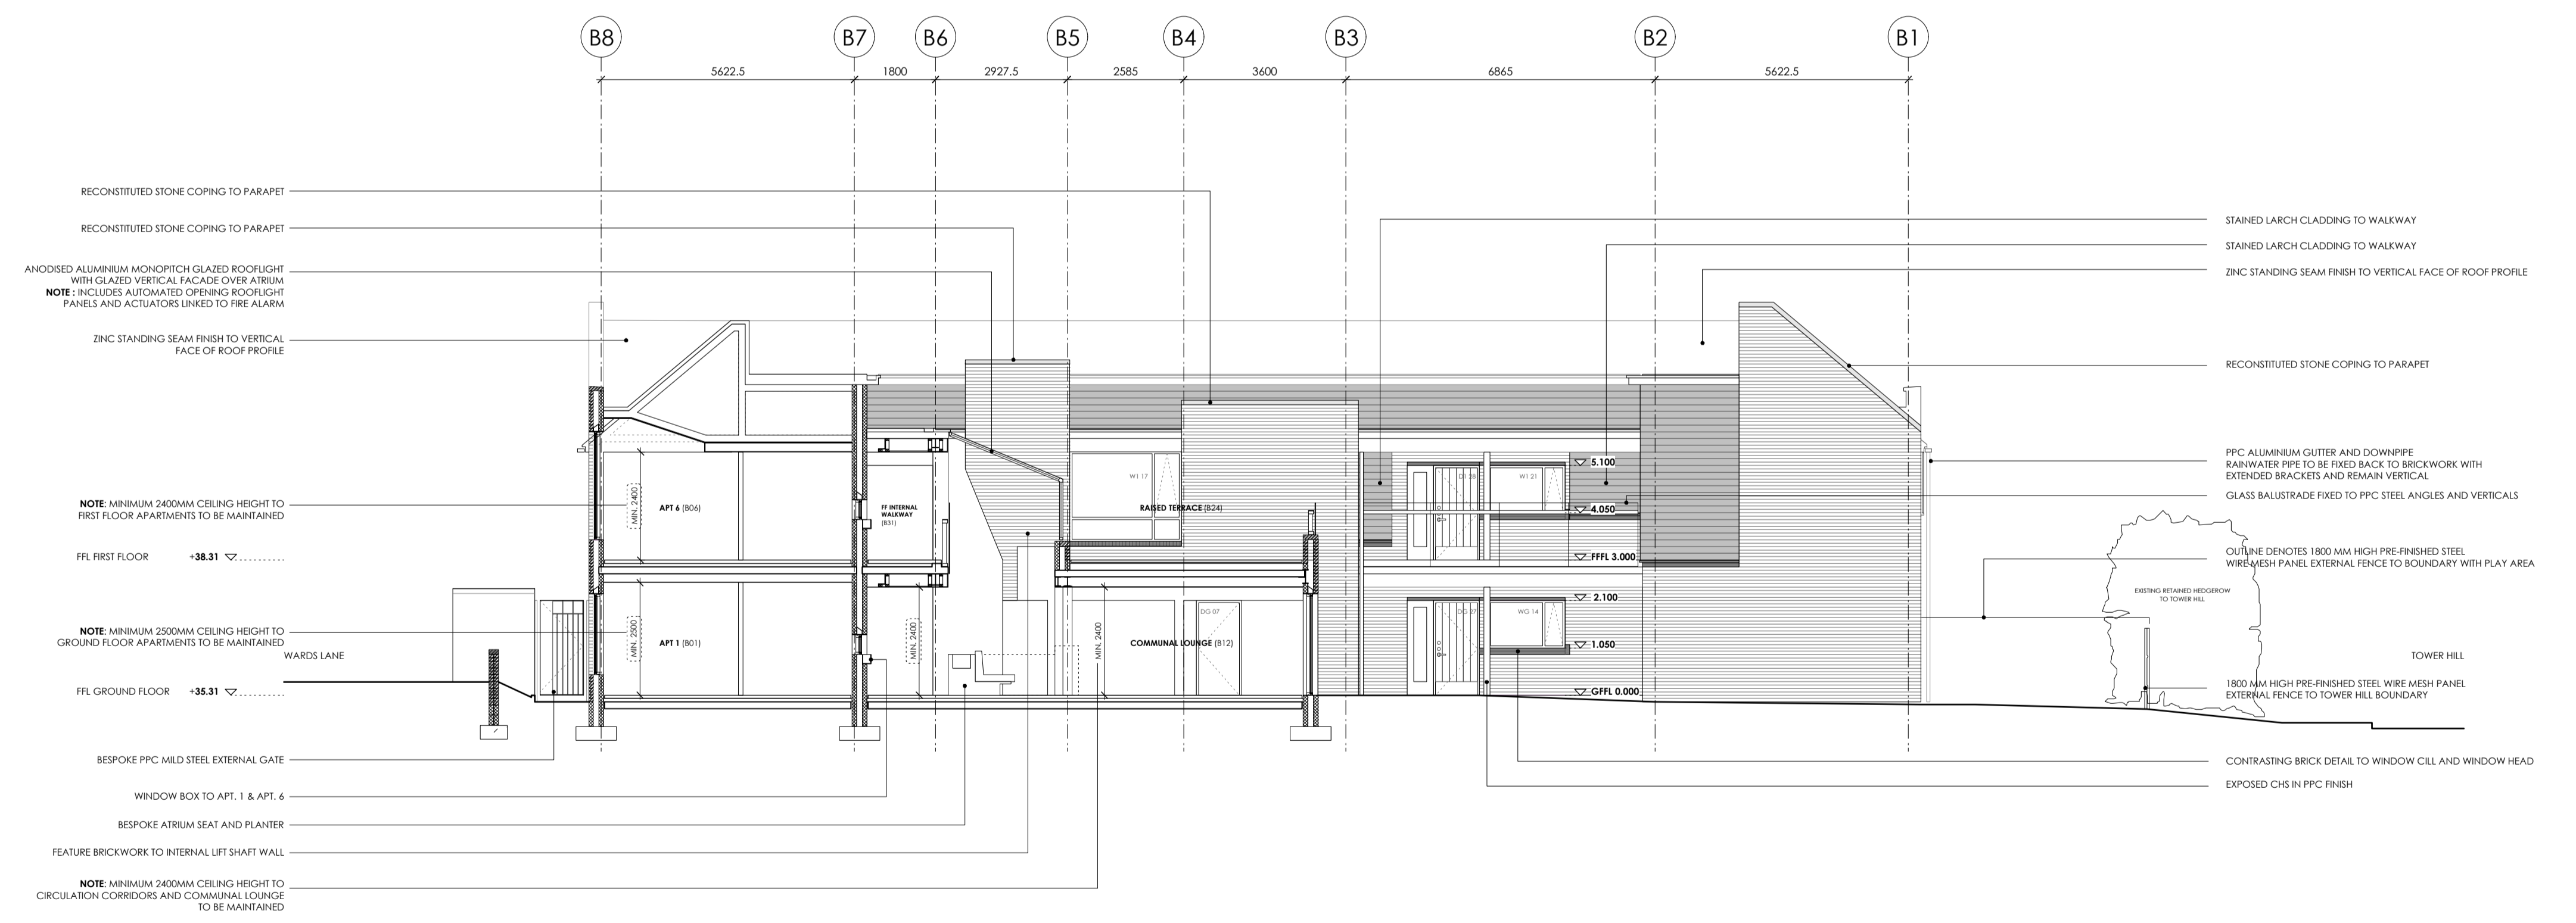 B8
B7
B6
B5
B4
B3
B2
B1
5622.5
1800
2927.5
2585
3600
6865
5622.5
RECONSTITUTED STONE COPING TO PARAPET
RECONSTITUTED STONE COPING TO PARAPET
ANODISED ALUMINIUM MONOPITCH GLAZED ROOFLIGHT
WITH GLAZED VERTICAL FACADE OVER ATRIUM
NOTE : INCLUDES AUTOMATED OPENING ROOFLIGHT
PANELS AND ACTUATORS LINKED TO FIRE ALARM
ZINC STANDING SEAM FINISH TO VERTICAL
FACE OF ROOF PROFILE
NOTE: MINIMUM 2400MM CEILING HEIGHT TO
FIRST FLOOR APARTMENTS TO BE MAINTAINED
FFL FIRST FLOOR +38.31
NOTE: MINIMUM 2500MM CEILING HEIGHT TO
GROUND FLOOR APARTMENTS TO BE MAINTAINED
WARDS LANE
FFL GROUND FLOOR +35.31
BESPOKE PPC MILD STEEL EXTERNAL GATE
WINDOW BOX TO APT. 1 & APT. 6
BESPOKE ATRIUM SEAT AND PLANTER
FEATURE BRICKWORK TO INTERNAL LIFT SHAFT WALL
NOTE: MINIMUM 2400MM CEILING HEIGHT TO
CIRCULATION CORRIDORS AND COMMUNAL LOUNGE
TO BE MAINTAINED
MIN. 2400
APT 6 (B06)
FF INTERNAL
WALKWAY
(B31)
W1 17
RAISED TERRACE (B24)
D1 28
W1 21
5.100
4.050
FFFL 3.000
MIN. 2500
APT 1 (B01)
MIN. 2400
MIN. 2400
DG 07
COMMUNAL LOUNGE (B12)
DG 27
WG 14
2.100
1.050
GFFL 0.000
STAINED LARCH CLADDING TO WALKWAY
STAINED LARCH CLADDING TO WALKWAY
ZINC STANDING SEAM FINISH TO VERTICAL FACE OF ROOF PROFILE
RECONSTITUTED STONE COPING TO PARAPET
PPC ALUMINIUM GUTTER AND DOWNPIPE
RAINWATER PIPE TO BE FIXED BACK TO BRICKWORK WITH
EXTENDED BRACKETS AND REMAIN VERTICAL
GLASS BALUSTRADE FIXED TO PPC STEEL ANGLES AND VERTICALS
OUTLINE DENOTES 1800 MM HIGH PRE-FINISHED STEEL
WIRE MESH PANEL EXTERNAL FENCE TO BOUNDARY WITH PLAY AREA
EXISTING RETAINED HEDGEROW
TO TOWER HILL
TOWER HILL
1800 MM HIGH PRE-FINISHED STEEL WIRE MESH PANEL
EXTERNAL FENCE TO TOWER HILL BOUNDARY
CONTRASTING BRICK DETAIL TO WINDOW CILL AND WINDOW HEAD
EXPOSED CHS IN PPC FINISH